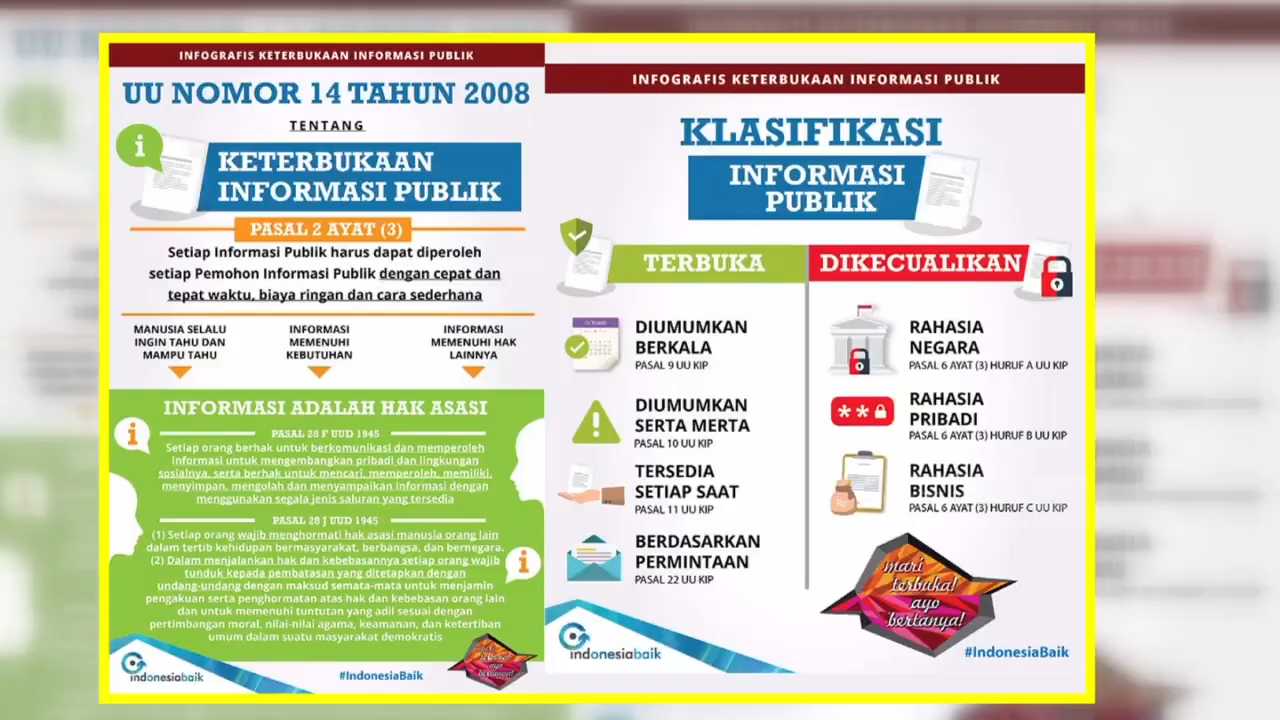 INFOGRAFIS KETERBUKAAN INFORMASI PUBLIK
UU NOMOR 14 TAHUN 2008
TENTANG
KETERBUKAAN
INFORMASI PUBLIK
PASAL 2 AYAT (3)
Setiap Informasi Publik harus dapat diperoleh
setiap Pemohon Informasi Publik dengan cepat dan
tepat waktu, biaya ringan dan cara sederhana
MANUSIA SELALU
INGIN TAHU DAN
MAMPU TAHU
INFORMASI
MEMENUHI
KEBUTUHAN
INFORMASI
MEMENUHI HAK
LAINNYA
INFORMASI ADALAH HAK ASASI
PASAL 28 F UUD 1945
Setiap orang berhak untuk berkomunikasi dan memperoleh
informasi untuk mengembangkan pribadi dan lingkungan
sosialnya, serta berhak untuk mencari, memperoleh, memiliki,
menyimpan, mengolah dan menyampaikan informasi dengan
menggunakan segala jenis saluran yang tersedia
PASAL 28 J UUD 1945
(1) Setiap orang wajib menghormati hak asasi manusia orang lain
dalam tertib kehidupan bermasyarakat, berbangsa, dan bernegara.
(2) Dalam menjalankan hak dan kebebasannya setiap orang wajib
tunduk kepada pembatasan yang ditetapkan dengan
undang-undang dengan maksud semata-mata untuk menjamin
pengakuan serta penghormatan atas hak dan kebebasan orang lain
dan untuk memenuhi tuntutan yang adil sesuai dengan
pertimbangan moral, nilai-nilai agama, keamanan, dan ketertiban
umum dalam suatu masyarakat demokratis
indonesiabaik
#IndonesiaBaik
mari
terbuka!
ayo
bertanya!
INFOGRAFIS KETERBUKAAN INFORMASI PUBLIK
KLASIFIKASI
INFORMASI
PUBLIK
TERBUKA
DIUMUMKAN
BERKALA
PASAL 9 UU KIP
DIUMUMKAN
SERTA MERTA
PASAL 10 UU KIP
TERSEDIA
SETIAP SAAT
PASAL 11 UU KIP
BERDASARKAN
PERMINTAAN
PASAL 22 UU KIP
DIKECUALIKAN
RAHASIA
NEGARA
PASAL 6 AYAT (3) HURUF A UU KIP
RAHASIA
PRIBADI
PASAL 6 AYAT (3) HURUF B UU KIP
RAHASIA
BISNIS
PASAL 6 AYAT (3) HURUF C UU KIP
mari
terbuka!
ayo
bertanya!
indonesiabaik
#IndonesiaBaik